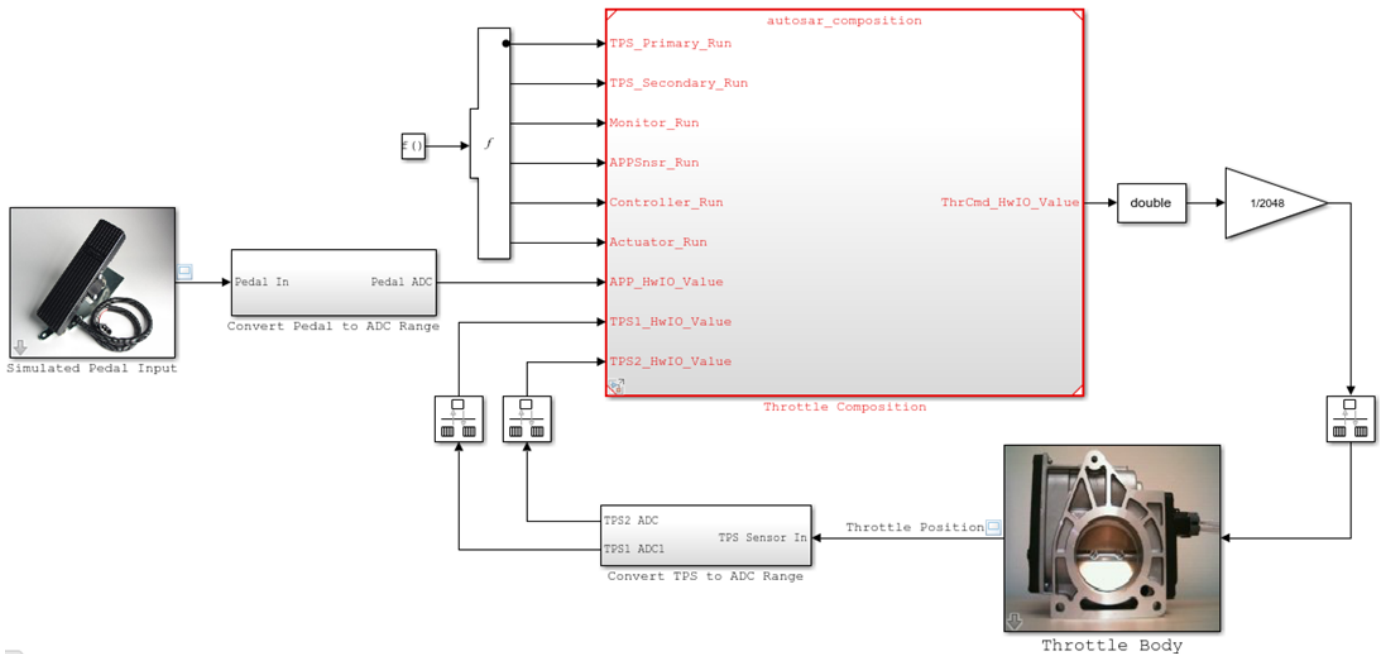 autosar_composition
TPS_Primary_Run
TPS_Secondary_Run
Monitor_Run
f()
f
APPSnsr_Run
Controller_Run
ThrCmd_HwIO_Value
double
1/2048
Actuator_Run
Pedal In
Pedal ADC
APP_HwIO_Value
Convert Pedal to ADC Range
TPS1_HwIO_Value
Simulated Pedal Input
TPS2_HwIO_Value
Throttle Composition
TPS2 ADC
TPS Sensor In
Throttle Position
TPS1 ADC1
Convert TPS to ADC Range
Throttle Body